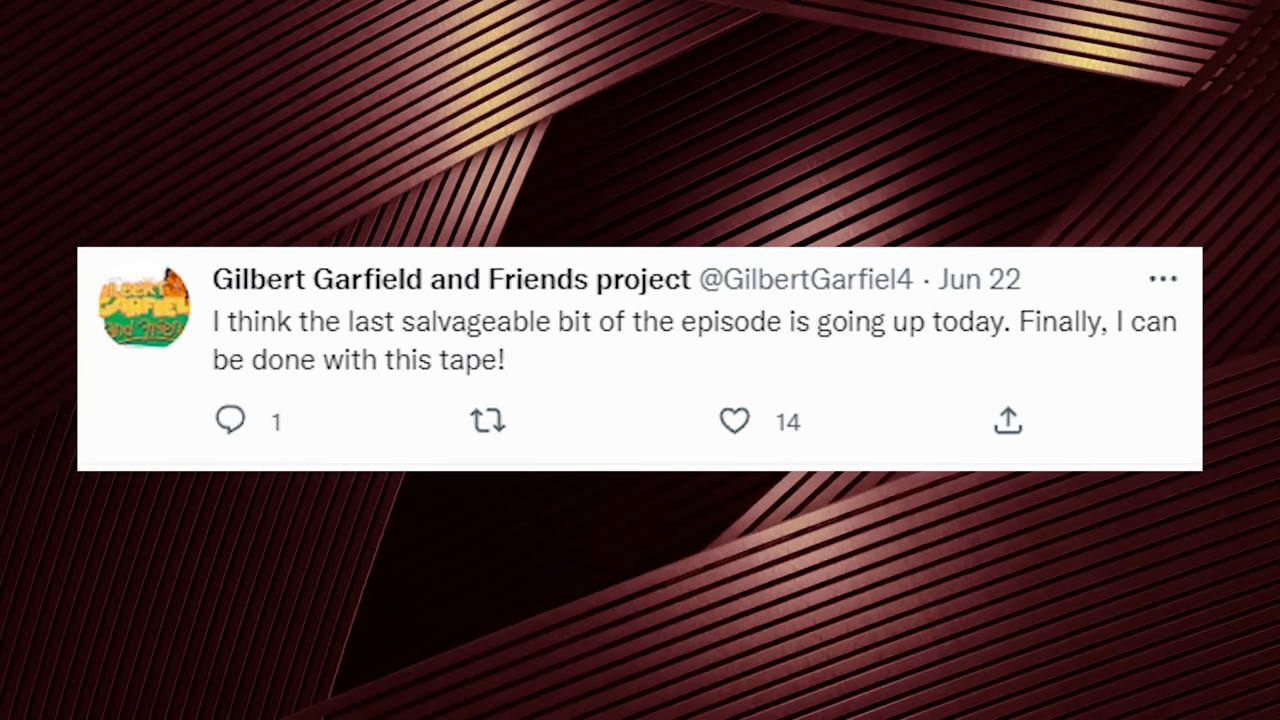 Gilbert Garfield and Friends project @GilbertGarfiel4 · Jun 22
I think the last salvageable bit of the episode is going up today. Finally, I can
be done with this tape!
1 14